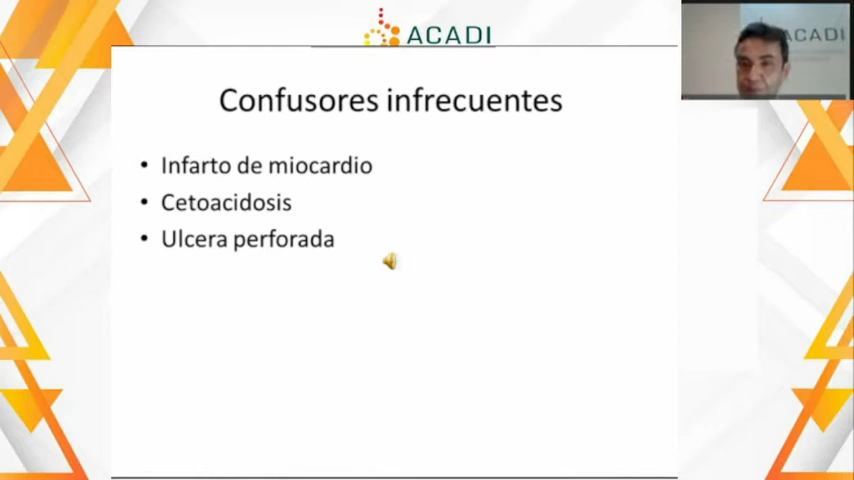 ACADI
ACADI
Confusores infrecuentes
• Infarto de miocardio
• Cetoacidosis
• Ulcera perforada